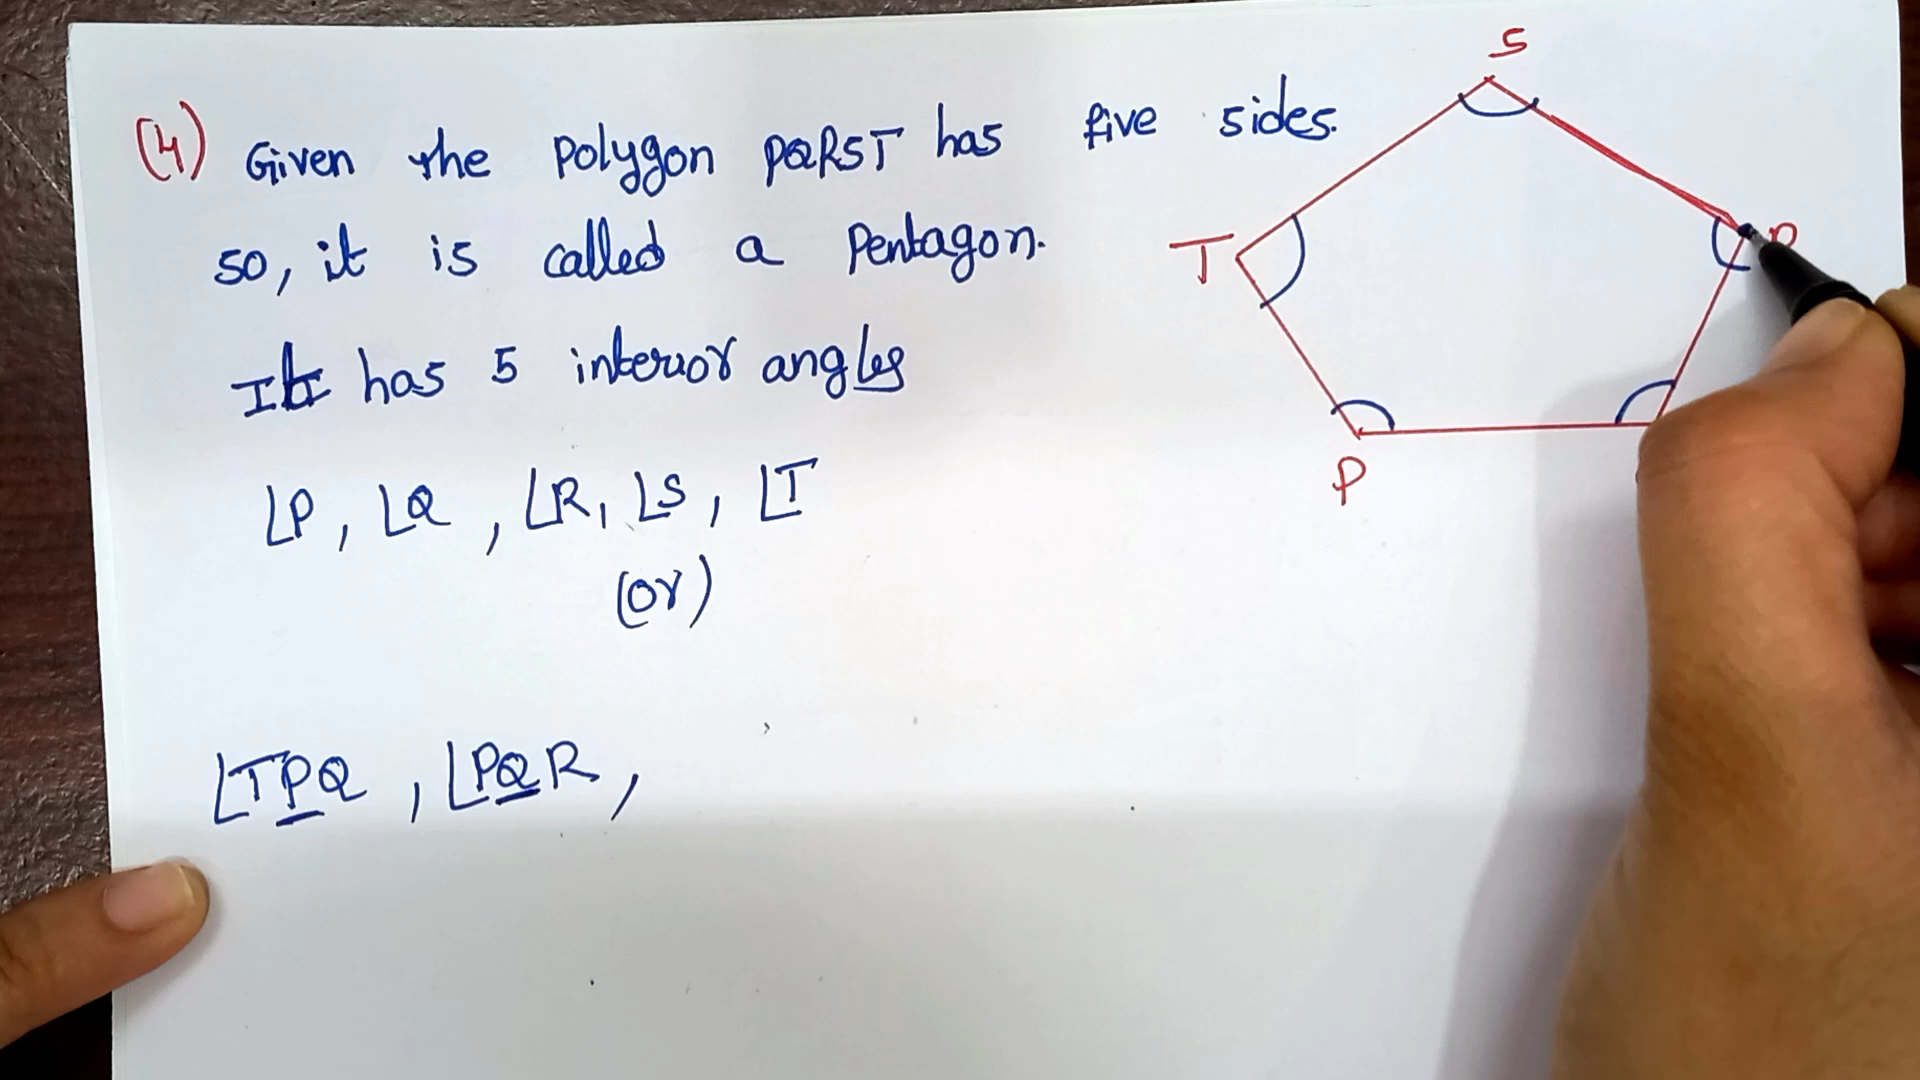 (4) Given the Polygon PQRST has five sides.
so, it is called a Pentagon.
It has 5 interior angles
∠P, ∠Q, ∠R, ∠S, ∠T
(or)
∠TPQ, ∠PQR,
S
T
P